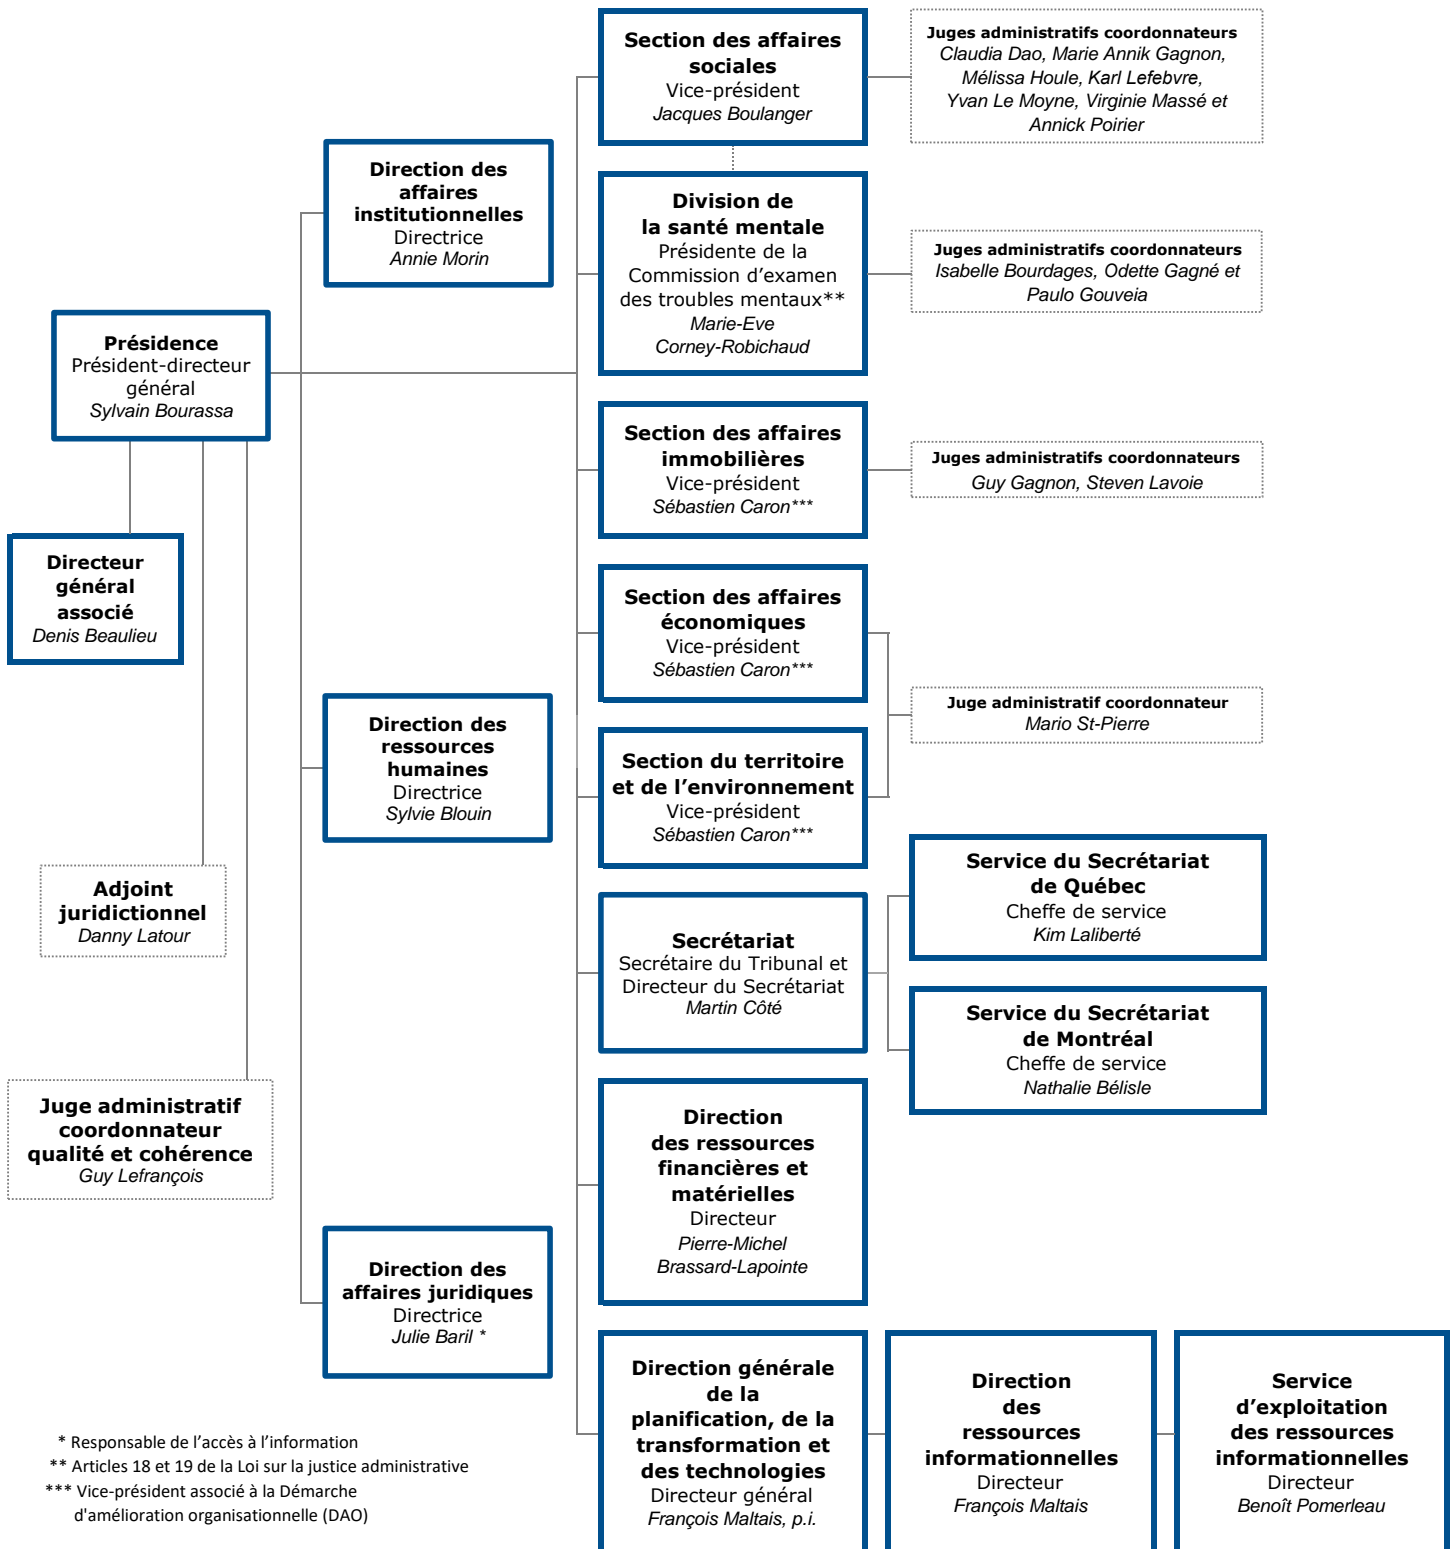 Présidence
Président-directeur
général
Sylvain Bourassa
Directeur
général
associé
Denis Beaulieu
Adjoint
juridictionnel
Danny Latour
Juge administratif
coordonnateur
qualité et cohérence
Guy Lefrançois
Direction des
affaires
institutionnelles
Directrice
Annie Morin
Direction des
ressources
humaines
Directrice
Sylvie Blouin
Direction des
affaires juridiques
Directrice
Julie Baril *
Section des affaires
sociales
Vice-président
Jacques Boulanger
Juges administratifs coordonnateurs
Claudia Dao, Marie Annik Gagnon,
Mélissa Houle, Karl Lefebvre,
Yvan Le Moyne, Virginie Massé et
Annick Poirier
Division de
la santé mentale
Présidente de la
Commission d’examen
des troubles mentaux**
Marie-Eve
Corney-Robichaud
Juges administratifs coordonnateurs
Isabelle Bourdages, Odette Gagné et
Paulo Gouveia
Section des affaires
immobilières
Vice-président
Sébastien Caron***
Juges administratifs coordonnateurs
Guy Gagnon, Steven Lavoie
Section des affaires
économiques
Vice-président
Sébastien Caron***
Section du territoire
et de l’environnement
Vice-président
Sébastien Caron***
Juge administratif coordonnateur
Mario St-Pierre
Secrétariat
Secrétaire du Tribunal et
Directeur du Secrétariat
Martin Côté
Service du Secrétariat
de Québec
Cheffe de service
Kim Laliberté
Service du Secrétariat
de Montréal
Cheffe de service
Nathalie Bélisle
Direction
des ressources
financières et
matérielles
Directeur
Pierre-Michel
Brassard-Lapointe
Direction générale
de la
planification, de la
transformation et
des technologies
Directeur général
François Maltais, p.i.
Direction
des
ressources
informationnelles
Directeur
François Maltais
Service
d’exploitation
des ressources
informationnelles
Directeur
Benoît Pomerleau
* Responsable de l’accès à l’information
** Articles 18 et 19 de la Loi sur la justice administrative
*** Vice-président associé à la Démarche
d'amélioration organisationnelle (DAO)